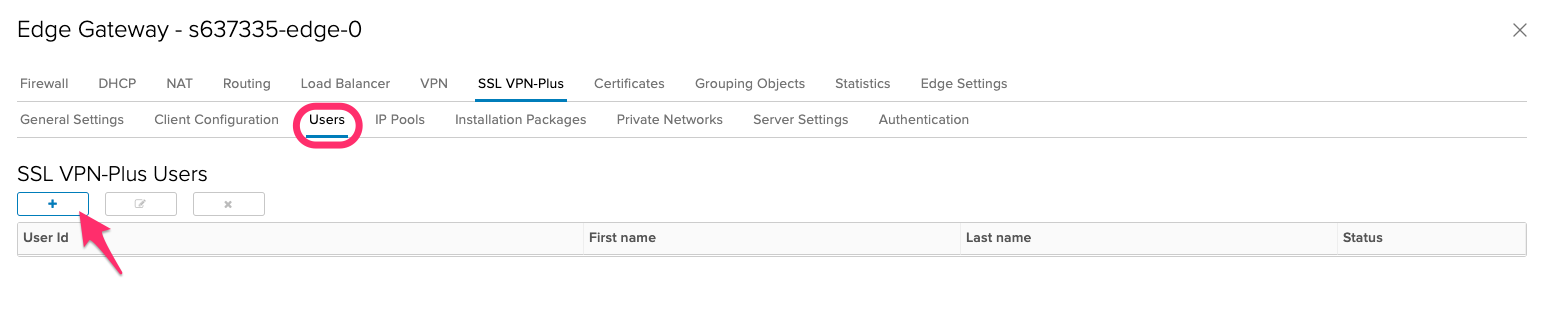 Edge Gateway - s637335-edge-0
Firewall DHCP NAT Routing Load Balancer VPN SSL VPN-Plus Certificates Grouping Objects Statistics Edge Settings
General Settings Client Configuration Users IP Pools Installation Packages Private Networks Server Settings Authentication
SSL VPN-Plus Users
User Id First name Last name Status